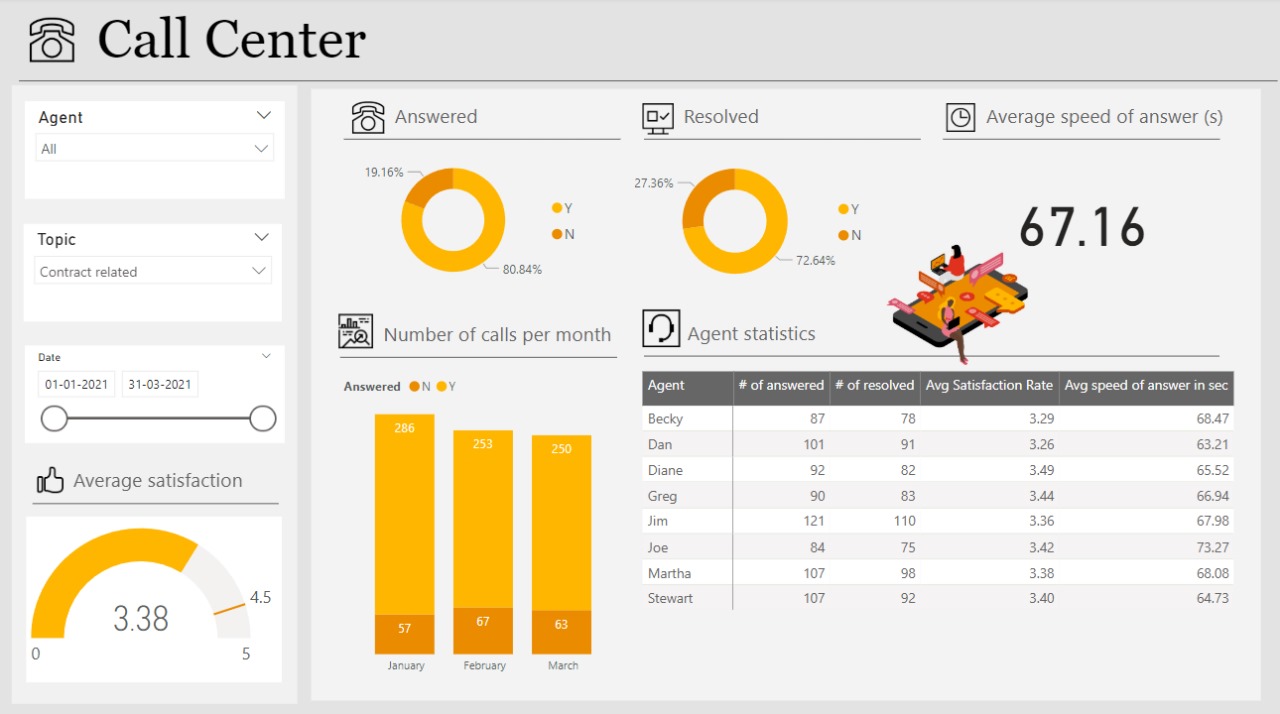 Call Center
Agent
All
Topic
Contract related
Date
01-01-2021 31-03-2021
Average satisfaction
3.38
4.5
0 5
Answered
19.16%
Y
N
80.84%
Resolved
27.36%
Y
N
72.64%
Average speed of answer (s)
67.16
Number of calls per month
Answered N Y
286 253 250
57 67 63
January February March
Agent statistics
Agent # of answered # of resolved Avg Satisfaction Rate Avg speed of answer in sec
Becky 87 78 3.29 68.47
Dan 101 91 3.26 63.21
Diane 92 82 3.49 65.52
Greg 90 83 3.44 66.94
Jim 121 110 3.36 67.98
Joe 84 75 3.42 73.27
Martha 107 98 3.38 68.08
Stewart 107 92 3.40 64.73